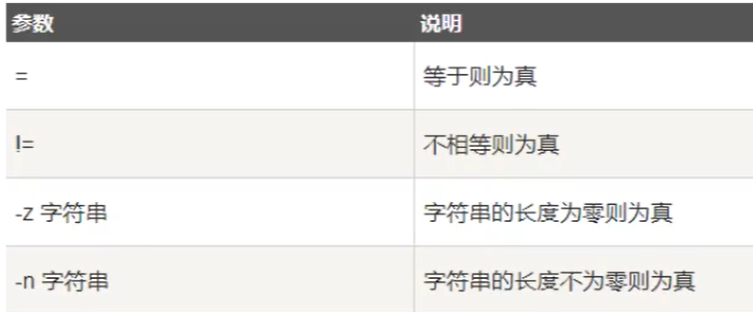 参数 说明
= 等于则为真
!= 不相等则为真
-z 字符串 字符串的长度为零则为真
-n 字符串 字符串的长度不为零则为真